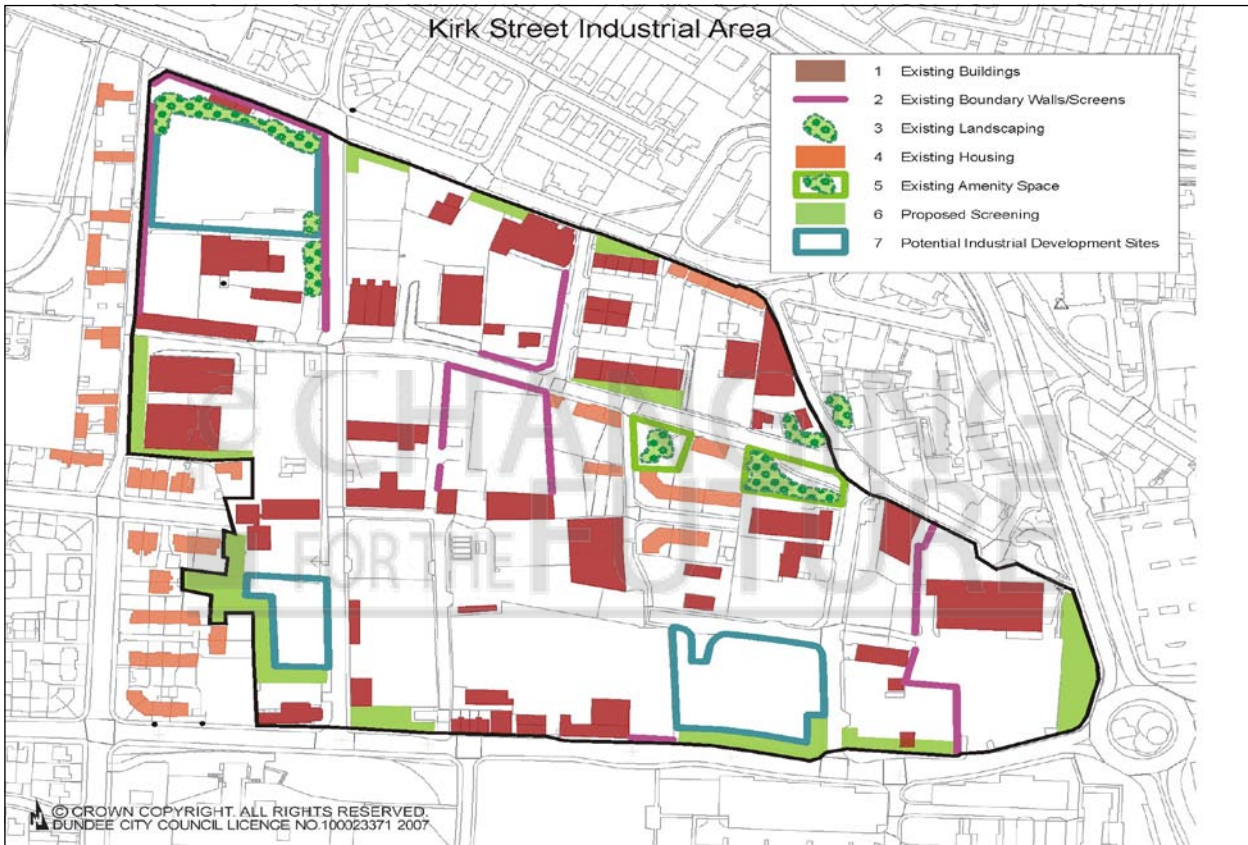 Kirk Street Industrial Area
1 Existing Buildings
2 Existing Boundary Walls/Screens
3 Existing Landscaping
4 Existing Housing
5 Existing Amenity Space
6 Proposed Screening
7 Potential Industrial Development Sites
CHANGING
FOR THE FUTURE
© CROWN COPYRIGHT. ALL RIGHTS RESERVED.
DUNDEE CITY COUNCIL LICENCE NO.100023371 2007